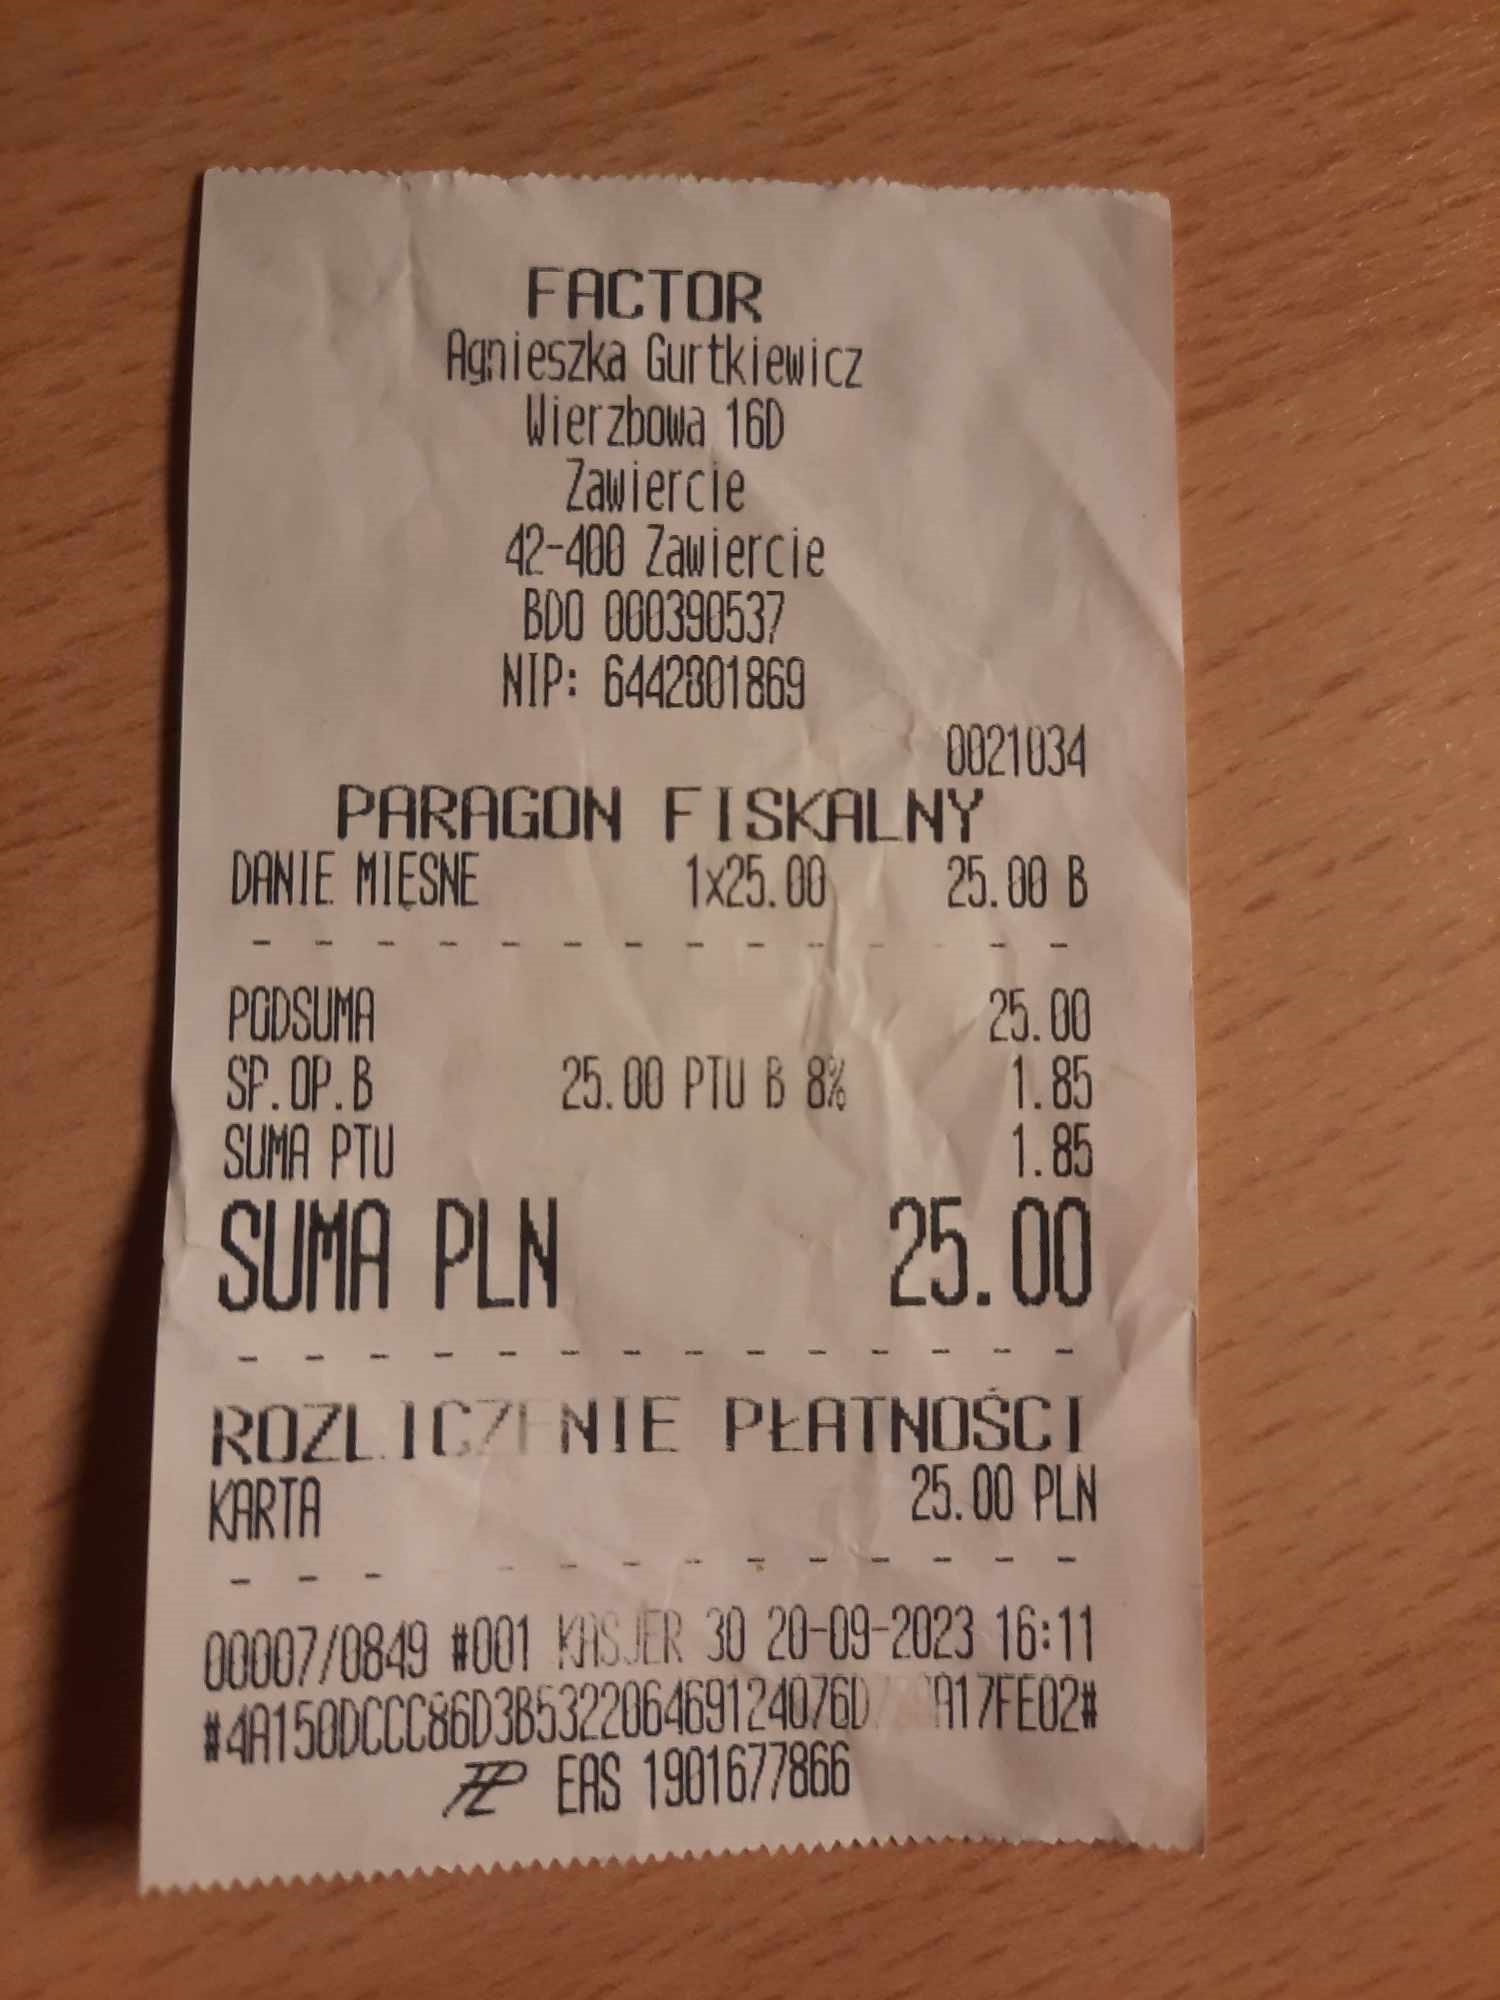 FACTOR
Agnieszka Gurtkiewicz
Wierzbowa 16D
Zawiercie
42-400 Zawiercie
BDO 000390537
NIP: 6442801869
0021034
PARAGON FISKALNY
DANIE MIĘSNE 1x25.00 25.00 B
- - - - - - - - - - - - - -
PODSUMA 25.00
SP.OP.B 25.00 PTU B 8% 1.85
SUMA PTU 1.85
SUMA PLN 25.00
- - - - - - - - - - - - - -
ROZLICZENIE PŁATNOŚCI
KARTA 25.00 PLN
- - - - - - - - - - - - - -
00007/0849 #001 KASJER 30 20-09-2023 16:11
EAS 1901677866